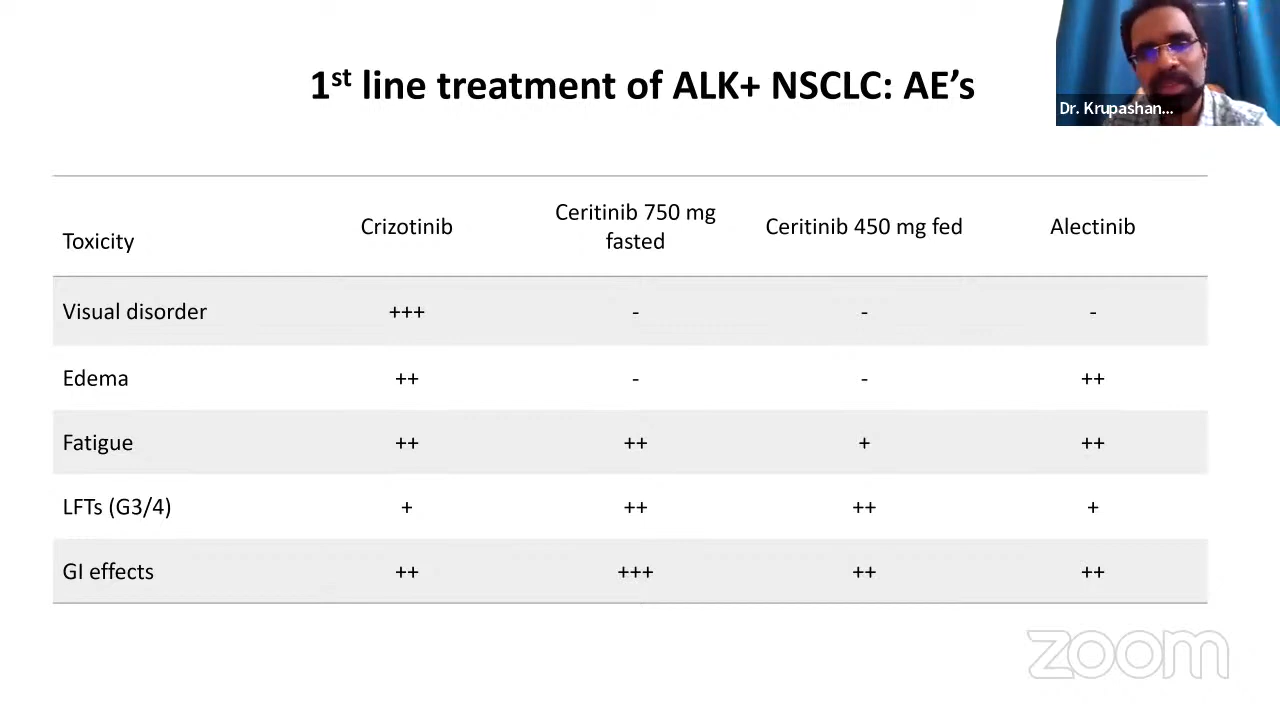 1st line treatment of ALK+ NSCLC: AE’s
Dr. Krupashan...
Toxicity Crizotinib Ceritinib 750 mg fasted Ceritinib 450 mg fed Alectinib
Visual disorder +++ - - -
Edema ++ - - ++
Fatigue ++ ++ + ++
LFTs (G3/4) + ++ ++ +
GI effects ++ +++ ++ ++
zoom